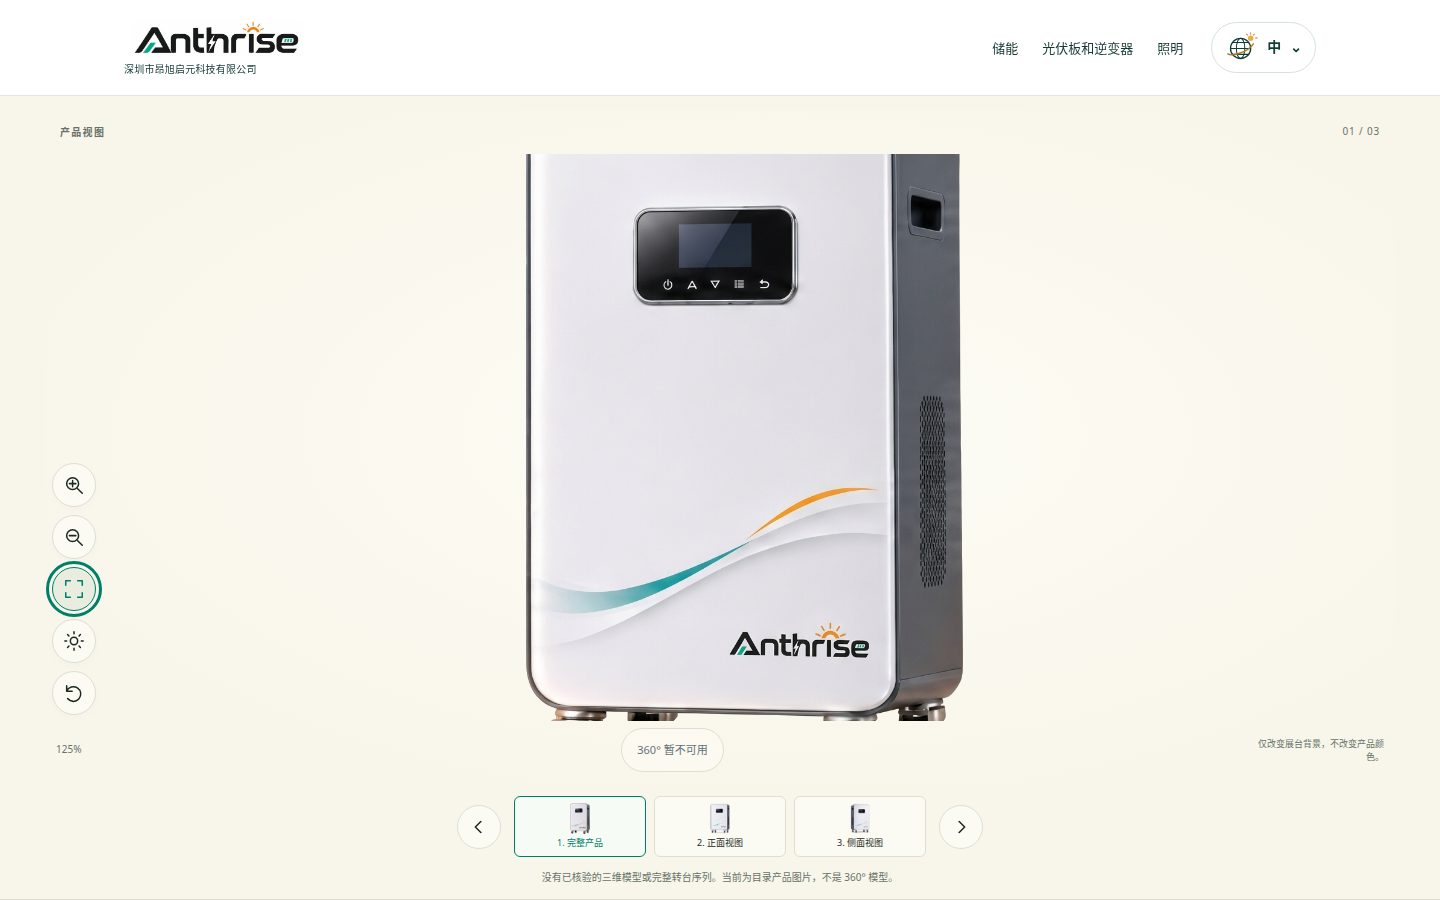 Anthrise
深圳市昂旭启元科技有限公司
储能
光伏板和逆变器
照明
中
产品视图
01 / 03
Anthrise
125%
360° 暂不可用
仅改变展台背景，不改变产品颜
色。
1. 完整产品
2. 正面视图
3. 侧面视图
没有已核验的三维模型或完整转台序列。当前为目录产品图片，不是 360° 模型。